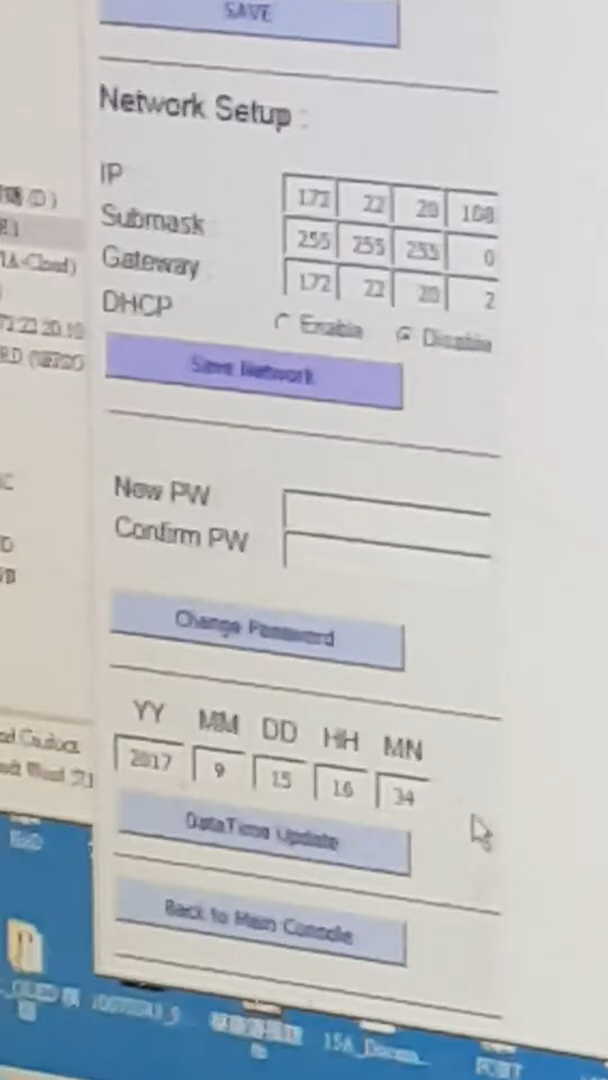 SAVE
Network Setup :
IP 172 22 20 108
Submask 255 255 255 0
Gateway 172 22 20 2
DHCP Enable Disable
Save Network
New PW
Confirm PW
Change Password
YY MM DD HH MN
2017 9 15 16 34
DataTime Update
Back to Main Console